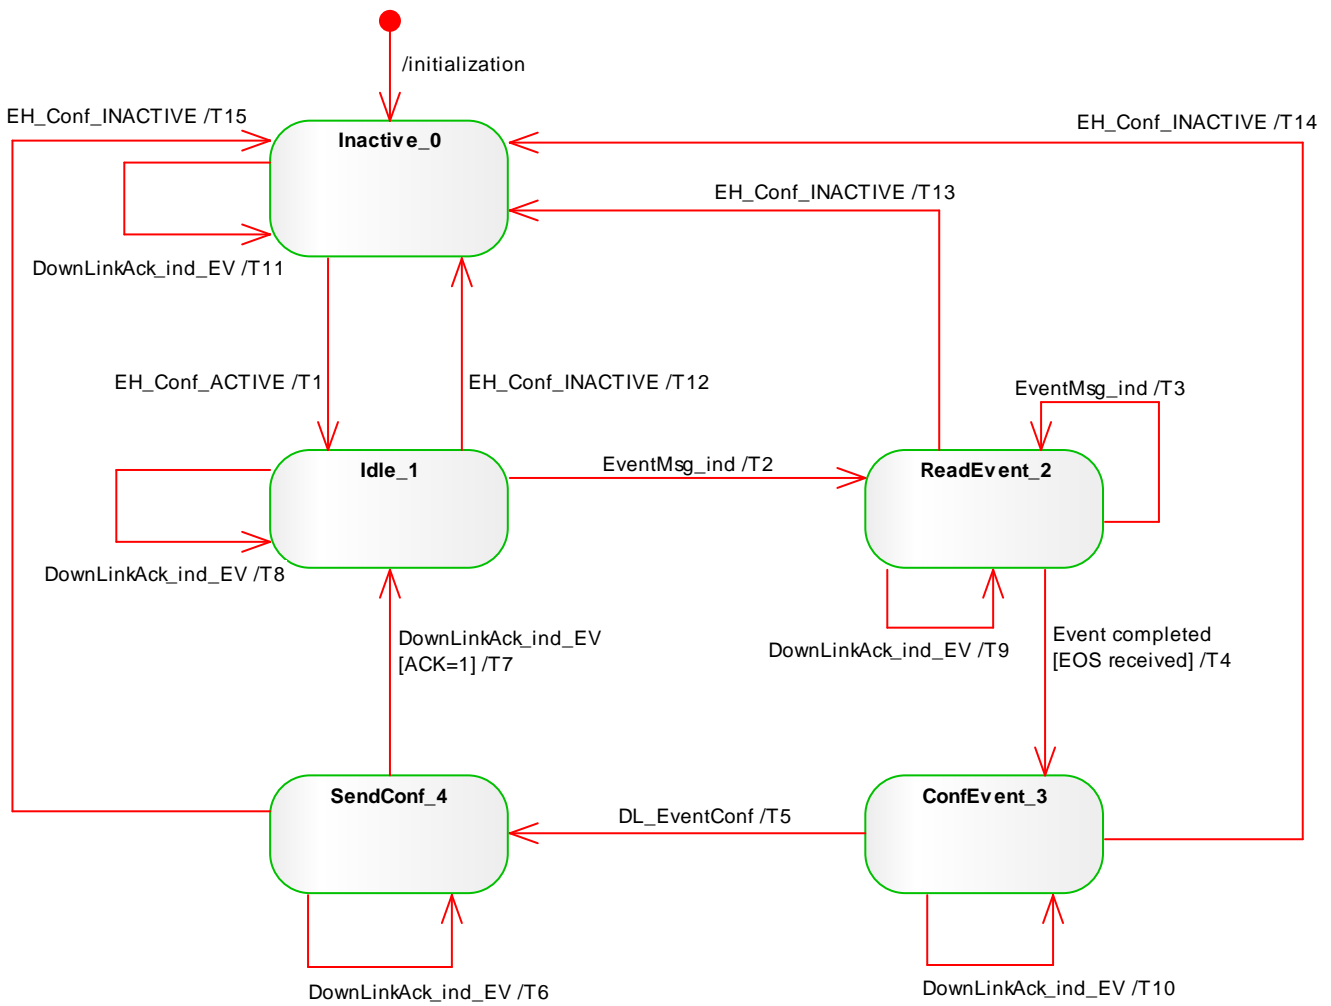 /initialization
EH_Conf_INACTIVE /T15
EH_Conf_INACTIVE /T14
Inactive_0
EH_Conf_INACTIVE /T13
DownLinkAck_ind_EV /T11
EH_Conf_ACTIVE /T1
EH_Conf_INACTIVE /T12
EventMsg_ind /T3
Idle_1
EventMsg_ind /T2
ReadEvent_2
DownLinkAck_ind_EV /T8
DownLinkAck_ind_EV
[ACK=1] /T7
DownLinkAck_ind_EV /T9
Event completed
[EOS received] /T4
SendConf_4
DL_EventConf /T5
ConfEvent_3
DownLinkAck_ind_EV /T6
DownLinkAck_ind_EV /T10